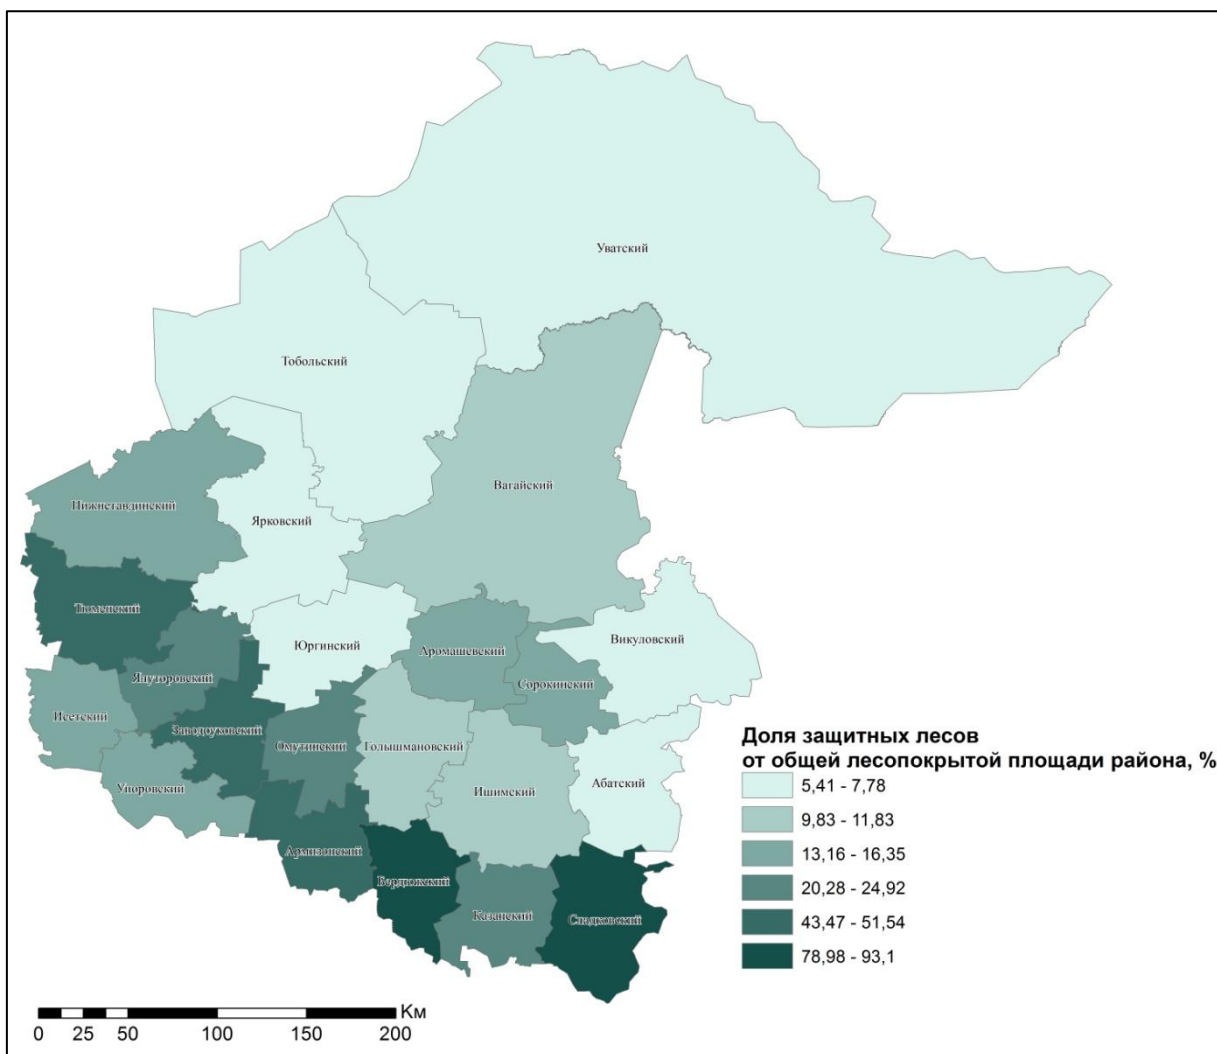 Уватский
Тобольский
Вагайский
Нижнетавдинский
Ярковский
Тюменский
Юргинский
Викуловский
Аромашевский
Ялуторовский
Сорокинский
Исетский
Заводоуковский
Омутинский
Голышмановский
Упоровский
Ишимский
Абатский
Армизонский
Бердюжский
Казанский
Сладковский
Доля защитных лесов
от общей лесопокрытой площади района, %
5,41 - 7,78
9,83 - 11,83
13,16 - 16,35
20,28 - 24,92
43,47 - 51,54
78,98 - 93,1
Км
0 25 50 100 150 200